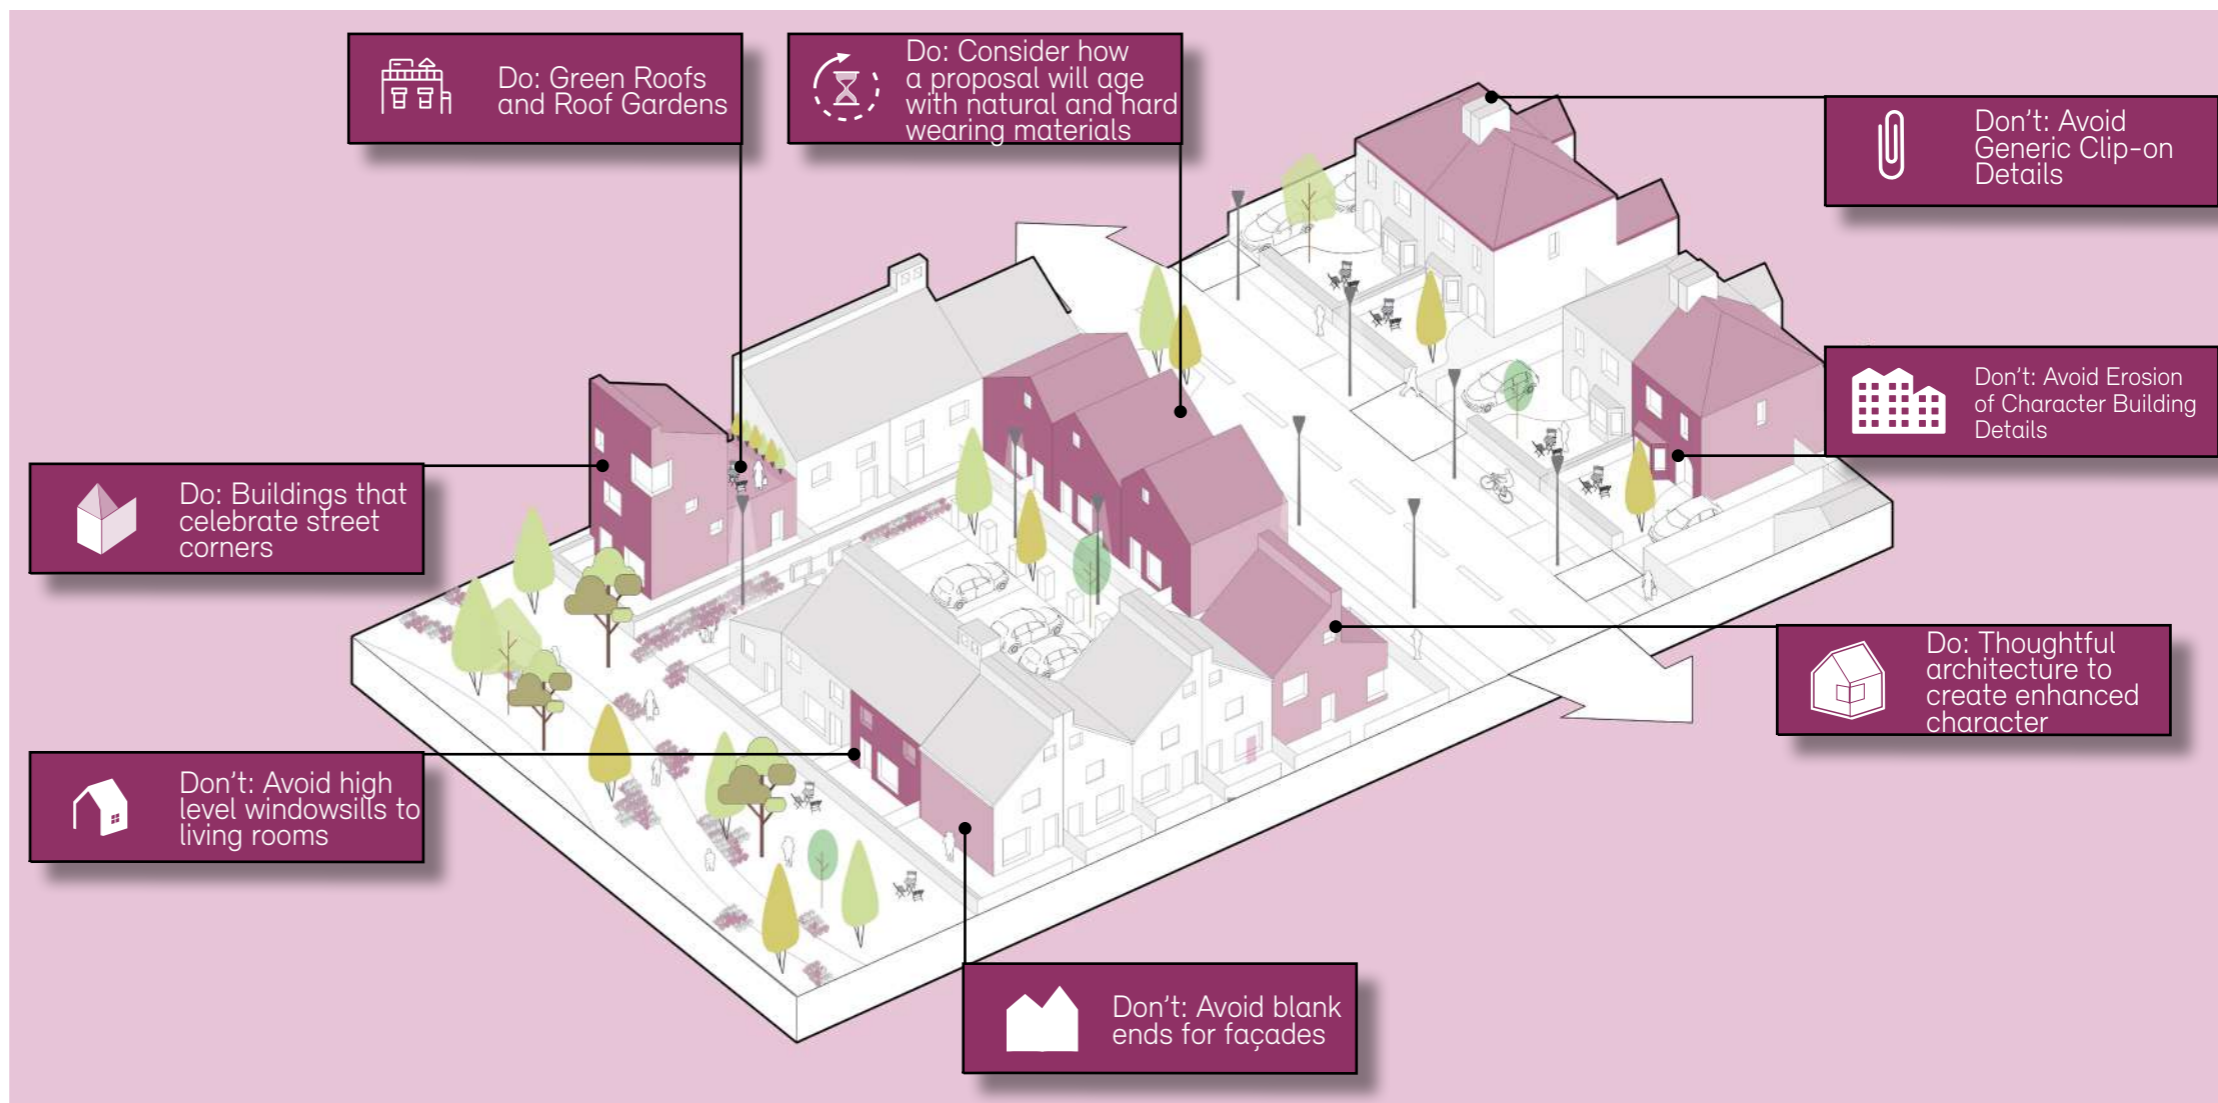 Do: Green Roofs
and Roof Gardens
Do: Consider how
a proposal will age
with natural and hard
wearing materials
Don't: Avoid
Generic Clip-on
Details
Don't: Avoid Erosion
of Character Building
Details
Do: Buildings that
celebrate street
corners
Do: Thoughtful
architecture to
create enhanced
character
Don't: Avoid high
level windowsills to
living rooms
Don't: Avoid blank
ends for façades